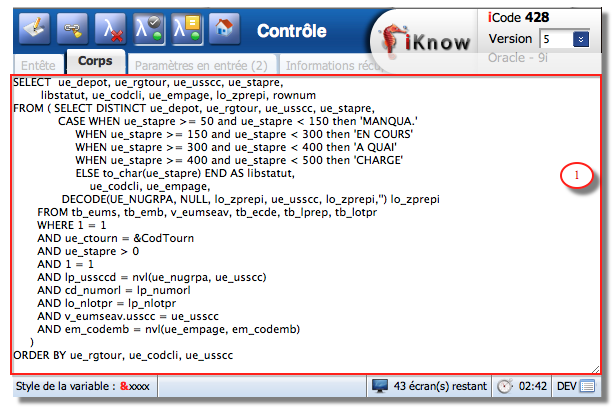 Contrôle
iKnow
iCode 428
Version 5
Oracle - 9i
Entête Corps Paramètres en entrée (2) Informations récup
SELECT ue_depot, ue_rgtour, ue_usscc, ue_stapre,
libstatut, ue_codcli, ue_empage, lo_zprepi, rownum
FROM ( SELECT DISTINCT ue_depot, ue_rgtour, ue_usscc, ue_stapre,
CASE WHEN ue_stapre >= 50 and ue_stapre < 150 then 'MANQUA.'
WHEN ue_stapre >= 150 and ue_stapre < 300 then 'EN COURS'
WHEN ue_stapre >= 300 and ue_stapre < 400 then 'A QUAI'
WHEN ue_stapre >= 400 and ue_stapre < 500 then 'CHARGE'
ELSE to_char(ue_stapre) END AS libstatut,
ue_codcli, ue_empage,
DECODE(UE_NUGRPA, NULL, lo_zprepi, ue_usscc, lo_zprepi,'') lo_zprepi
FROM tb_eums, tb_emb, v_eumseav, tb_ecde, tb_lprep, tb_lotpr
WHERE 1 = 1
AND ue_ctourn = &CodTourn
AND ue_stapre > 0
AND 1 = 1
AND lp_ussccd = nvl(ue_nugrpa, ue_usscc)
AND cd_numorl = lp_numorl
AND lo_nlotpr = lp_nlotpr
AND v_eumseav.usscc = ue_usscc
AND em_codemb = nvl(ue_empage, em_codemb)
)
ORDER BY ue_rgtour, ue_codcli, ue_usscc
1
Style de la variable : &xxxx 43 écran(s) restant 02:42 DEV